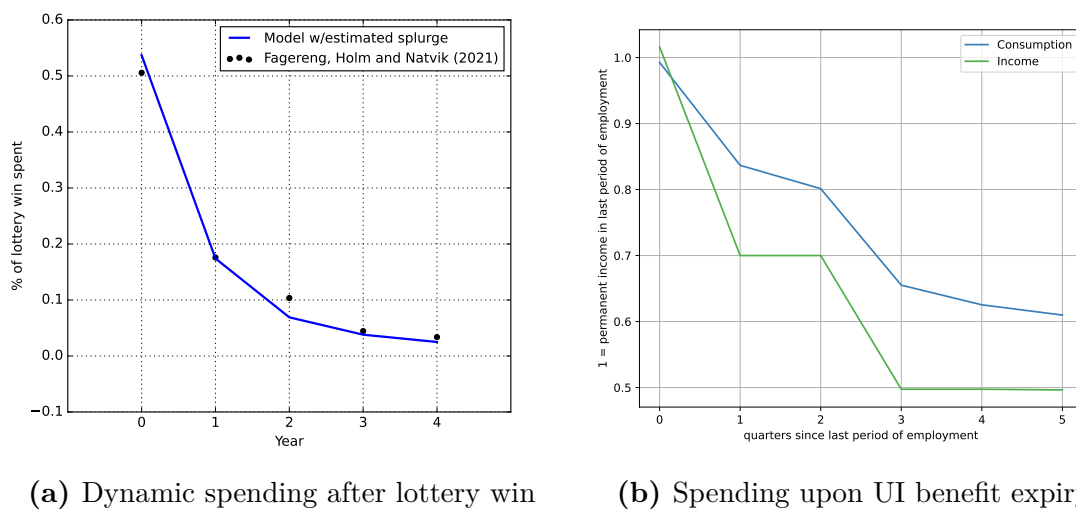 0.6
0.5
0.4
0.3
0.2
0.1
0.0
−0.1
% of lottery win spent
Model w/estimated splurge
Fagereng, Holm and Natvik (2021)
0 1 2 3 4
Year
(a) Dynamic spending after lottery win
1.0
0.9
0.8
0.7
0.6
0.5
1 = permanent income in last period of employment
Consumption
Income
0 1 2 3 4 5
quarters since last period of employment
(b) Spending upon UI benefit